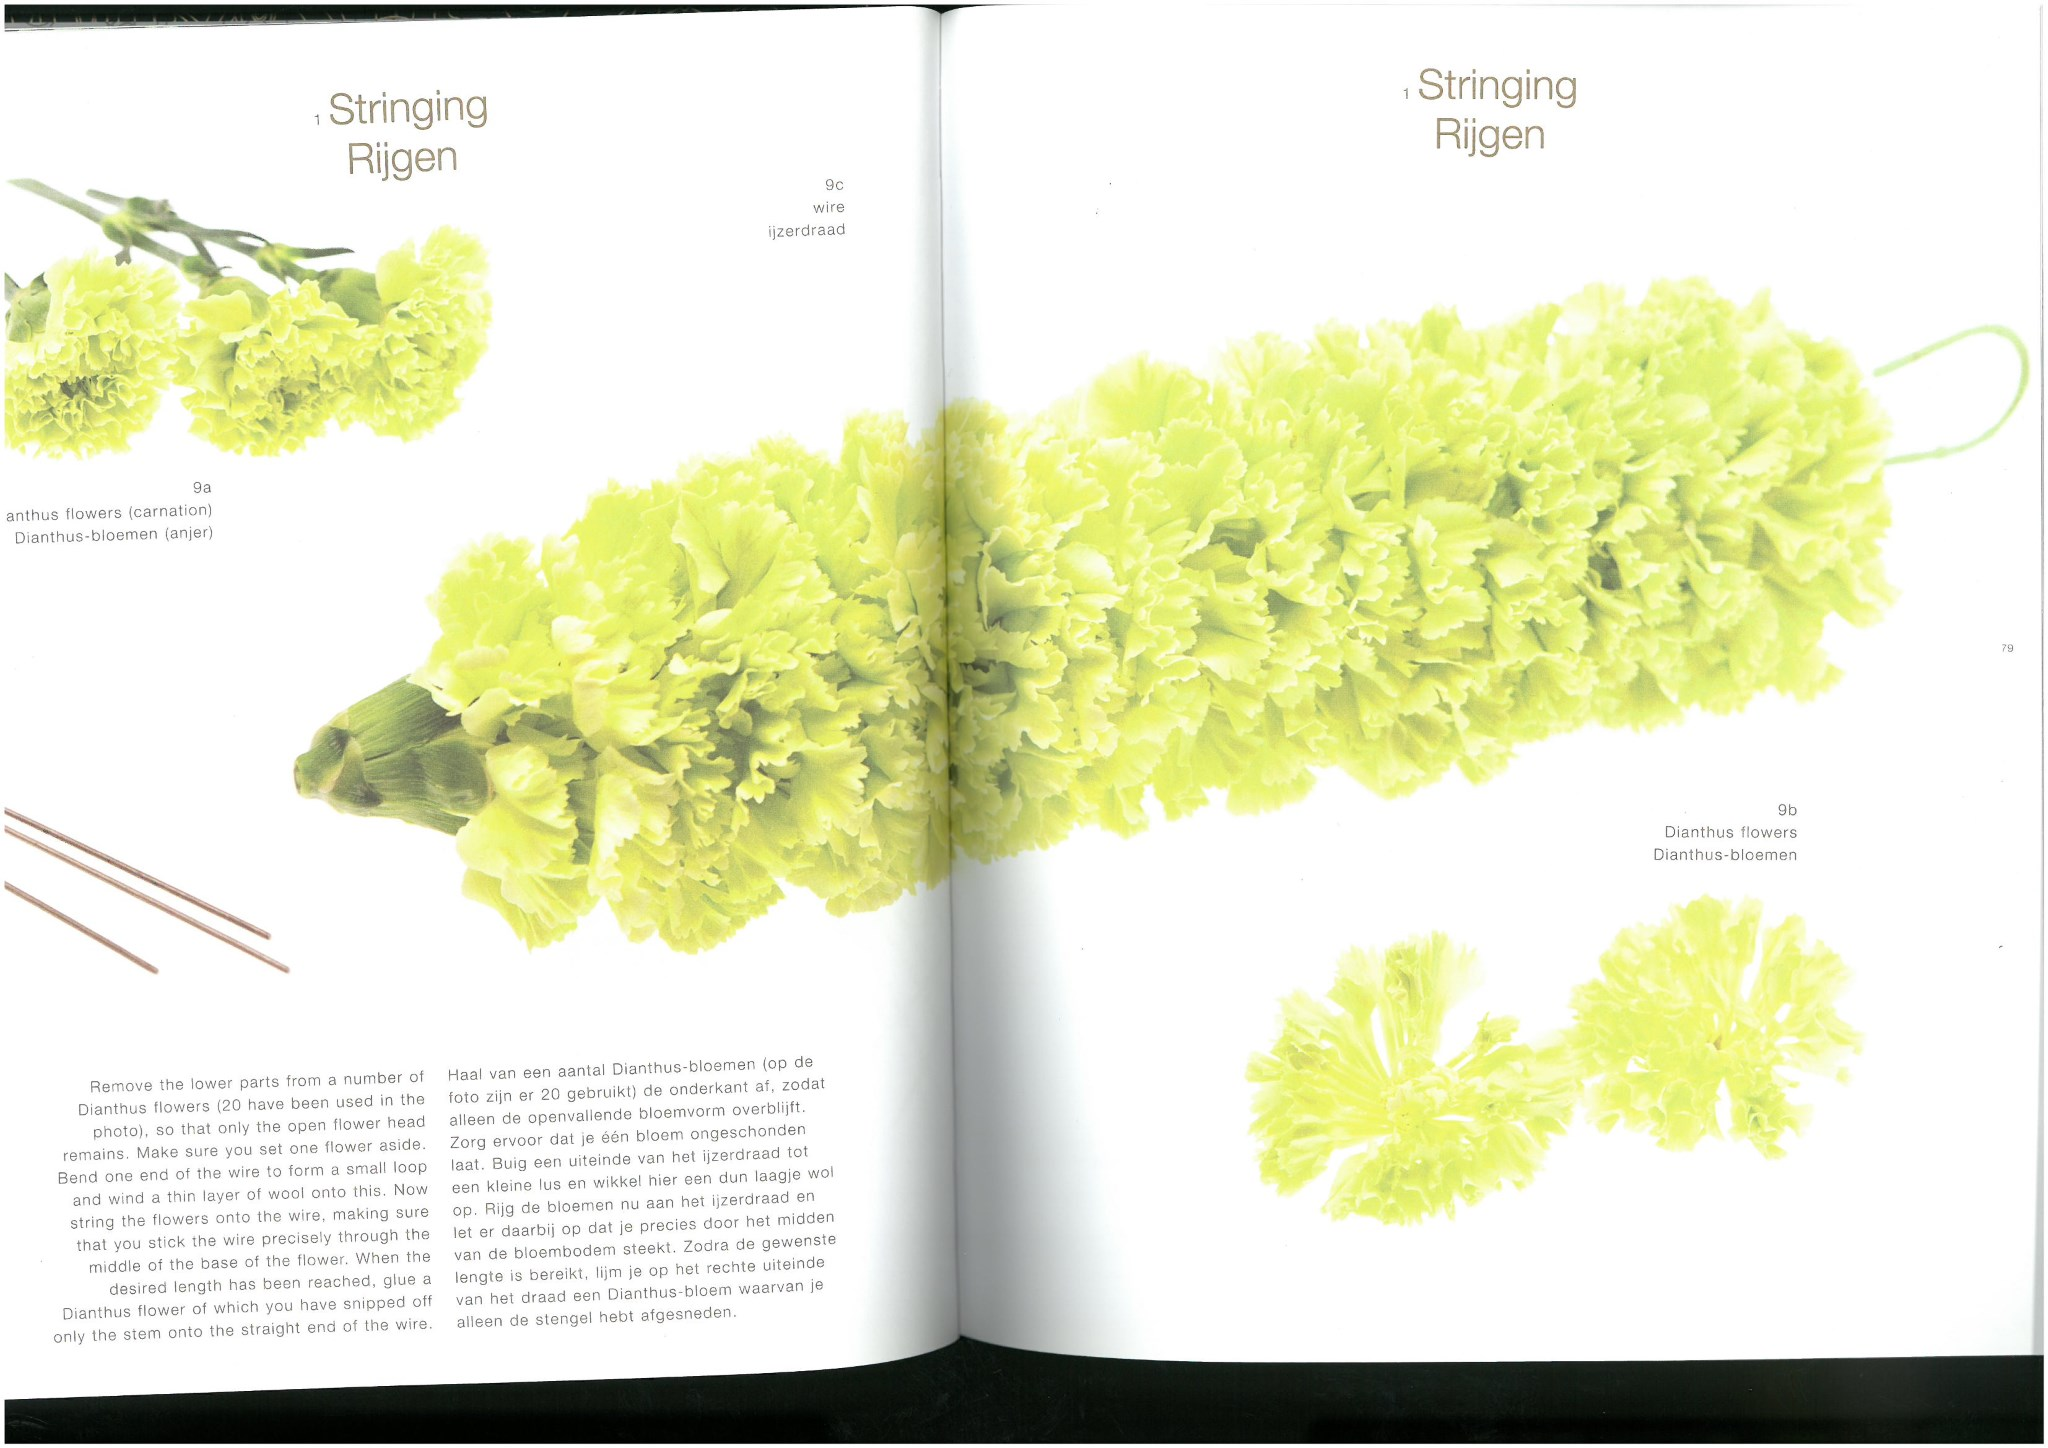 1 Stringing
Rijgen
9c
wire
ijzerdraad
9a
anthus flowers (carnation)
Dianthus-bloemen (anjer)
Remove the lower parts from a number of
Dianthus flowers (20 have been used in the
photo), so that only the open flower head
remains. Make sure you set one flower aside.
Bend one end of the wire to form a small loop
and wind a thin layer of wool onto this. Now
string the flowers onto the wire, making sure
that you stick the wire precisely through the
middle of the base of the flower. When the
desired length has been reached, glue a
Dianthus flower of which you have snipped off
only the stem onto the straight end of the wire.
Haal van een aantal Dianthus-bloemen (op de
foto zijn er 20 gebruikt) de onderkant af, zodat
alleen de openvallende bloemvorm overblijft.
Zorg ervoor dat je één bloem ongeschonden
laat. Buig een uiteinde van het ijzerdraad tot
een kleine lus en wikkel hier een dun laagje wol
op. Rijg de bloemen nu aan het ijzerdraad en
let er daarbij op dat je precies door het midden
van de bloembodem steekt. Zodra de gewenste
lengte is bereikt, lijm je op het rechte uiteinde
van het draad een Dianthus-bloem waarvan je
alleen de stengel hebt afgesneden.
1 Stringing
Rijgen
79
9b
Dianthus flowers
Dianthus-bloemen